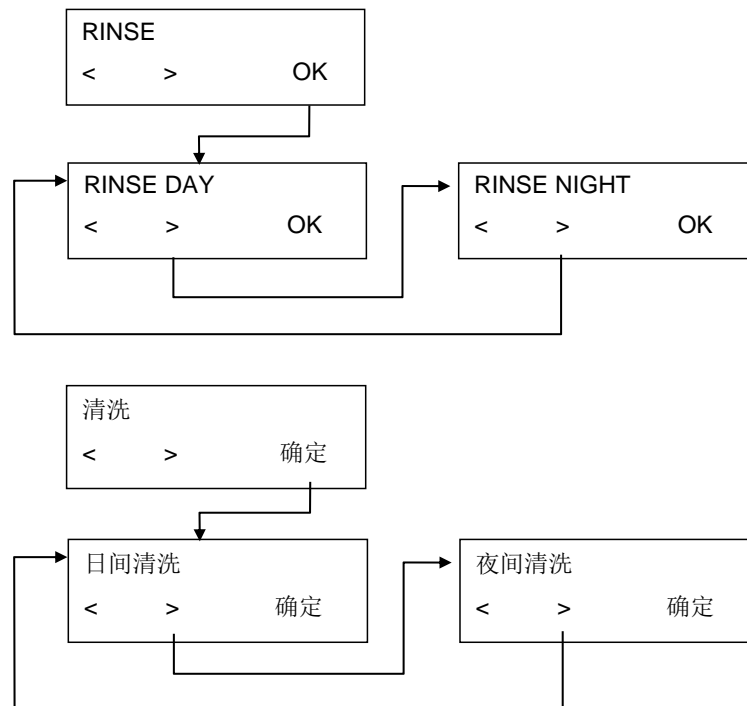 RINSE
< > OK
RINSE DAY
< > OK
RINSE NIGHT
< > OK
清洗
< > 确定
日间清洗
< > 确定
夜间清洗
< > 确定